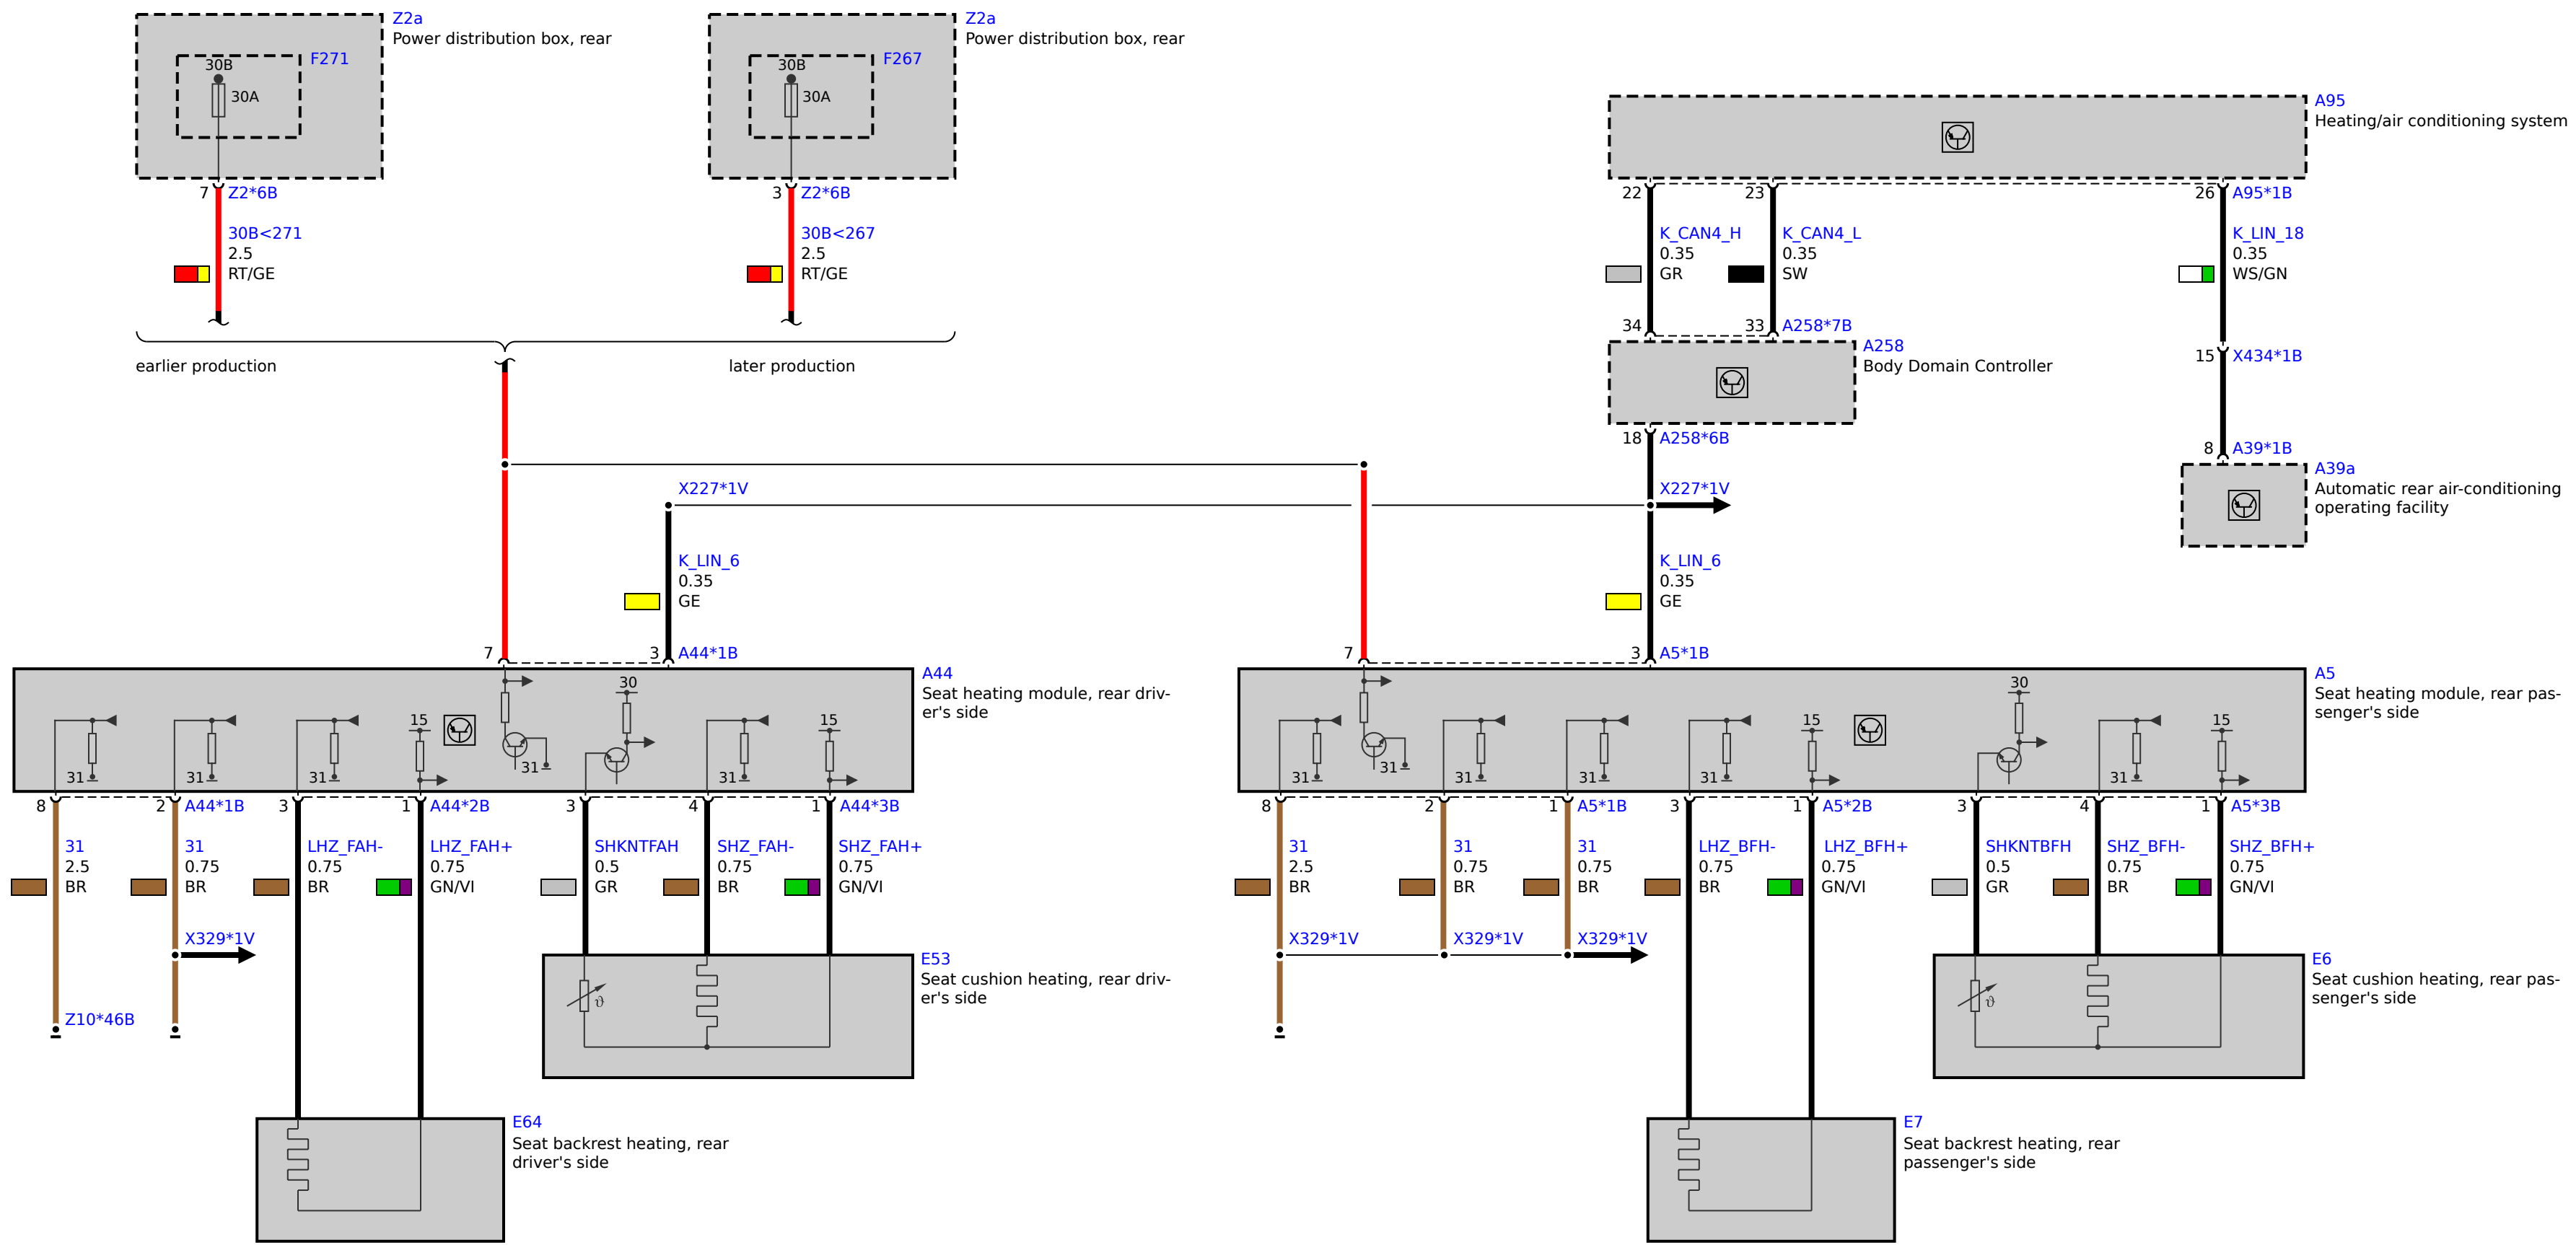 Z2a
Power distribution box, rear
F271
30B
30A
7
Z2*6B
30B<271
2.5
RT/GE
Z2a
Power distribution box, rear
F267
30B
30A
3
Z2*6B
30B<267
2.5
RT/GE
earlier production
later production
A95
Heating/air conditioning system
22
23
26
A95*1B
K_CAN4_H
0.35
GR
K_CAN4_L
0.35
SW
K_LIN_18
0.35
WS/GN
34
33
A258*7B
A258
Body Domain Controller
15
X434*1B
18
A258*6B
8
A39*1B
A39a
Automatic rear air-conditioning
operating facility
X227*1V
X227*1V
K_LIN_6
0.35
GE
K_LIN_6
0.35
GE
7
3
A44*1B
7
3
A5*1B
A44
Seat heating module, rear driv-
er's side
31
31
31
15
31
30
31
15
A5
Seat heating module, rear pas-
senger's side
31
31
31
31
31
15
30
31
15
8
2
A44*1B
3
1
A44*2B
3
4
1
A44*3B
8
2
1
A5*1B
3
1
A5*2B
3
4
1
A5*3B
31
2.5
BR
31
0.75
BR
LHZ_FAH-
0.75
BR
LHZ_FAH+
0.75
GN/VI
SHKNTFAH
0.5
GR
SHZ_FAH-
0.75
BR
SHZ_FAH+
0.75
GN/VI
31
2.5
BR
31
0.75
BR
31
0.75
BR
LHZ_BFH-
0.75
BR
LHZ_BFH+
0.75
GN/VI
SHKNTBFH
0.5
GR
SHZ_BFH-
0.75
BR
SHZ_BFH+
0.75
GN/VI
X329*1V
X329*1V
X329*1V
X329*1V
Z10*46B
E53
Seat cushion heating, rear driv-
er's side
ϑ
E6
Seat cushion heating, rear pas-
senger's side
ϑ
E64
Seat backrest heating, rear
driver's side
E7
Seat backrest heating, rear
passenger's side